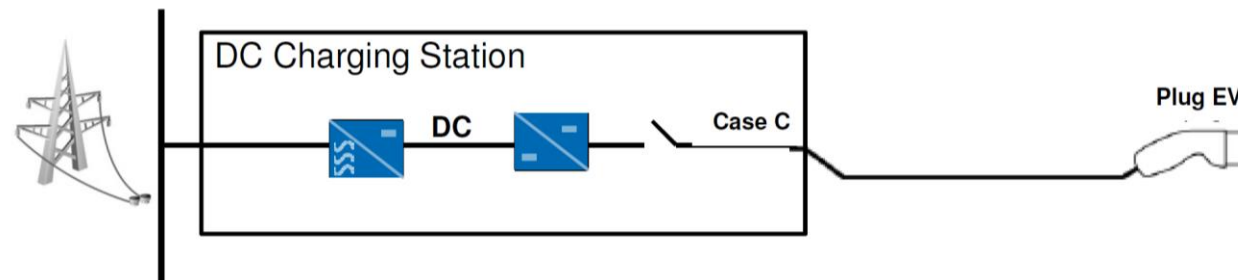 DC Charging Station
DC
Case C
Plug EV